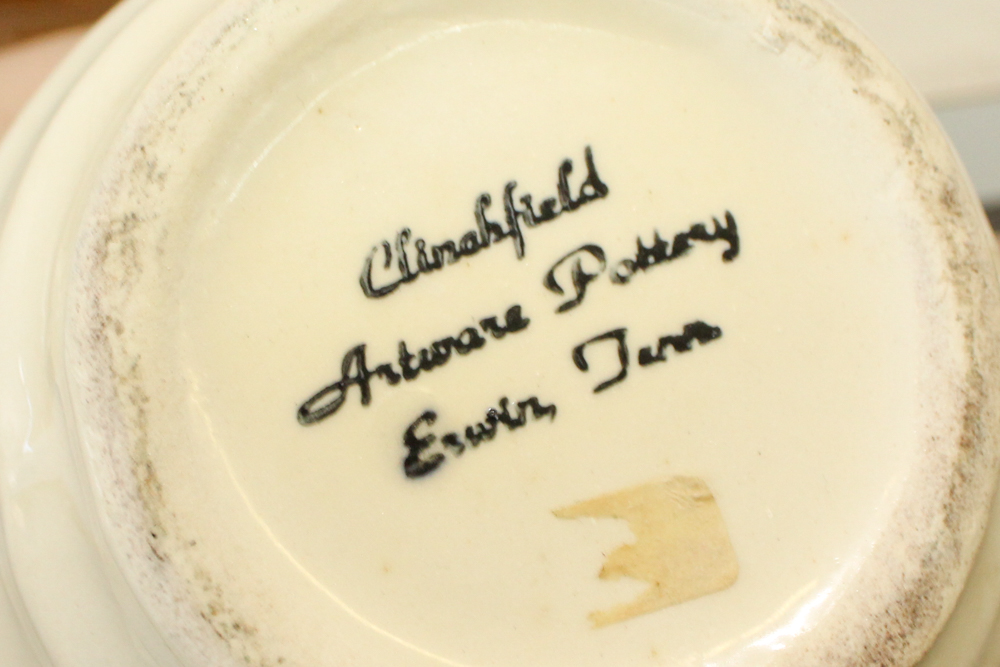 Clinchfield
Artware Pottery
Erwin, Tenn